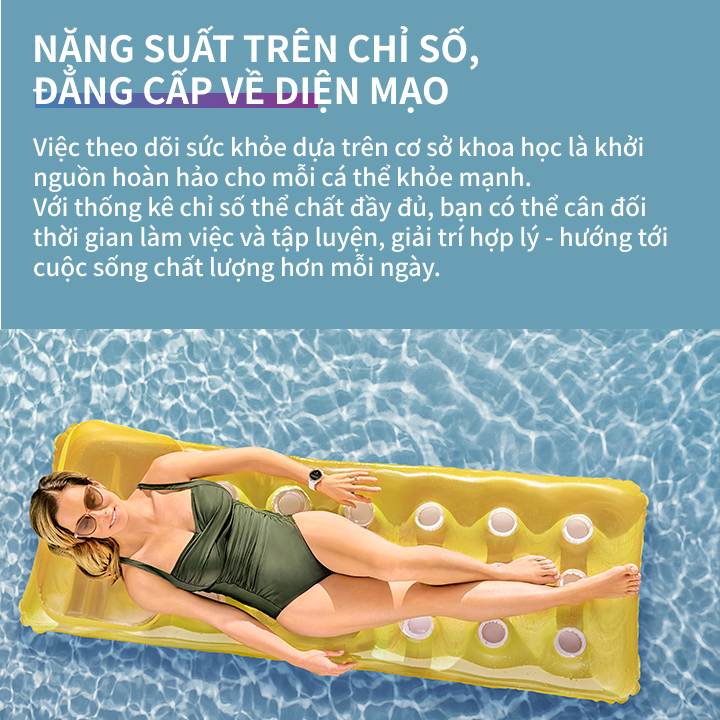 NĂNG SUẤT TRÊN CHỈ SỐ,
ĐẲNG CẤP VỀ DIỆN MẠO
Việc theo dõi sức khỏe dựa trên cơ sở khoa học là khởi
nguồn hoàn hảo cho mỗi cá thể khỏe mạnh.
Với thống kê chỉ số thể chất đầy đủ, bạn có thể cân đối
thời gian làm việc và tập luyện, giải trí hợp lý - hướng tới
cuộc sống chất lượng hơn mỗi ngày.